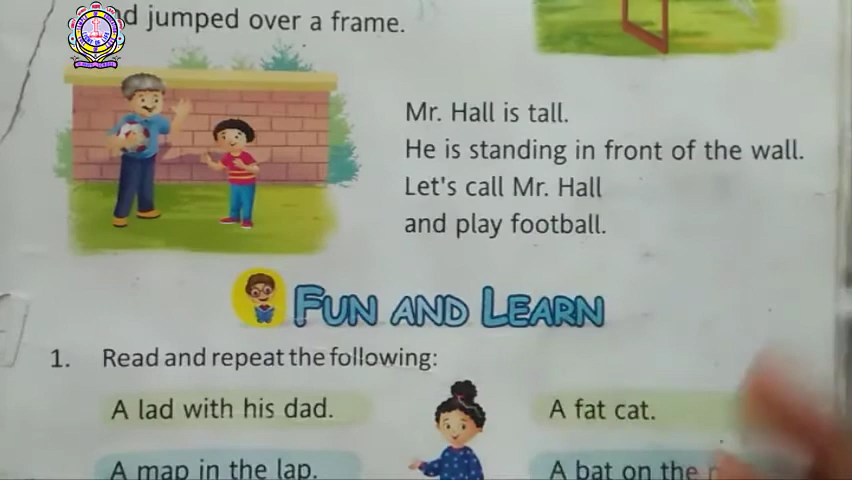 jumped over a frame.
Mr. Hall is tall.
He is standing in front of the wall.
Let's call Mr. Hall
and play football.
FUN AND LEARN
1. Read and repeat the following:
A lad with his dad.
A fat cat.
A map in the lap.
A bat on the